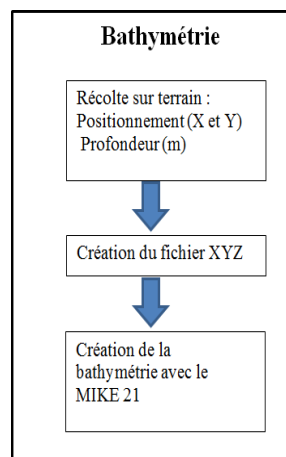 Bathymétrie
Récolte sur terrain :
Positionnement (X et Y)
Profondeur (m)
Création du fichier XYZ
Création de la
bathymétrie avec le
MIKE 21